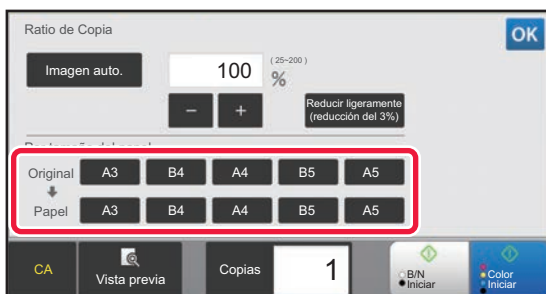 Ratio de Copia
OK
Imagen auto.
100
(25~200)
%
－
＋
Reducir ligeramente
(reducción del 3%)
Original
A3
B4
A4
B5
A5
Papel
A3
B4
A4
B5
A5
CA
Vista previa
Copias
1
B/N
Iniciar
Color
Iniciar